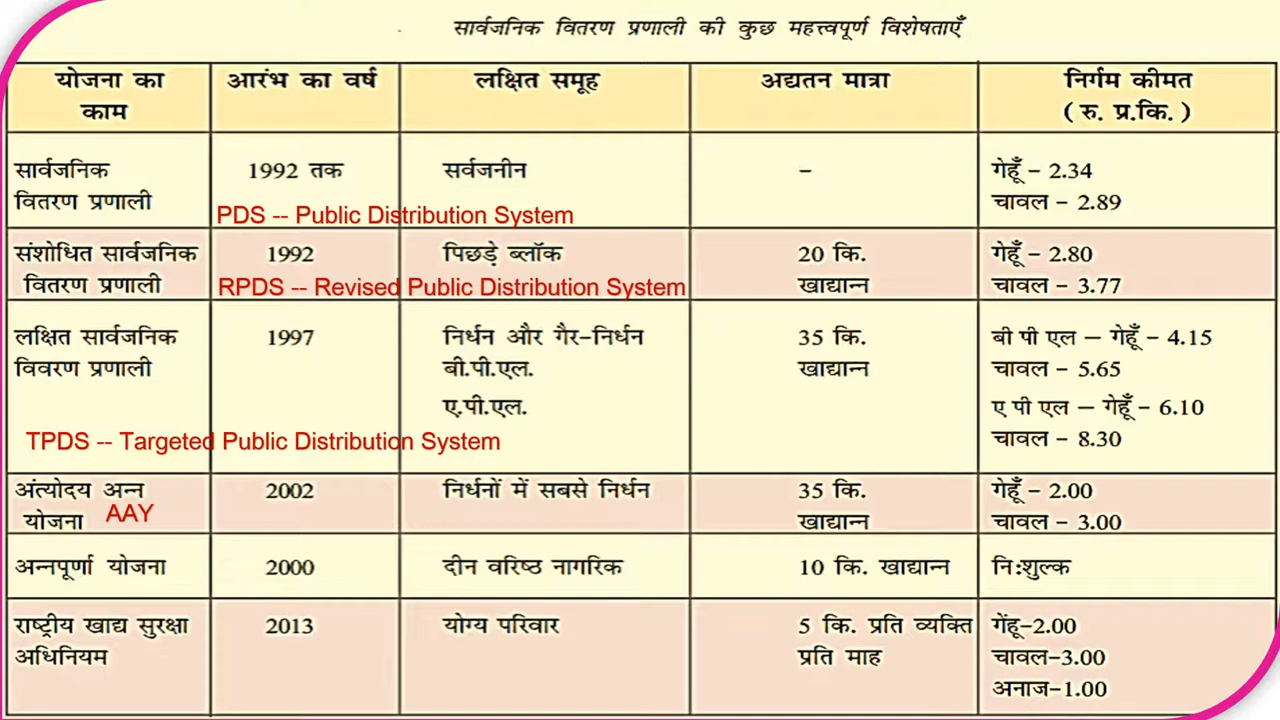 सार्वजनिक वितरण प्रणाली की कुछ महत्त्वपूर्ण विशेषताएँ
योजना का काम
आरंभ का वर्ष
लक्षित समूह
अद्यतन मात्रा
निर्गम कीमत
( रु. प्र.कि. )
सार्वजनिक
वितरण प्रणाली
1992 तक
सर्वजनीन
–
गेहूँ – 2.34
चावल – 2.89
PDS -- Public Distribution System
संशोधित सार्वजनिक
वितरण प्रणाली
1992
पिछड़े ब्लॉक
20 कि.
खाद्यान्न
गेहूँ – 2.80
चावल – 3.77
RPDS -- Revised Public Distribution System
लक्षित सार्वजनिक
विवरण प्रणाली
1997
निर्धन और गैर–निर्धन
बी.पी.एल.
ए.पी.एल.
35 कि.
खाद्यान्न
बी पी एल – गेहूँ – 4.15
चावल – 5.65
ए पी एल – गेहूँ – 6.10
चावल – 8.30
TPDS -- Targeted Public Distribution System
अंत्योदय अन्न
योजना
AAY
2002
निर्धनों में सबसे निर्धन
35 कि.
खाद्यान्न
गेहूँ – 2.00
चावल – 3.00
अन्नपूर्णा योजना
2000
दीन वरिष्ठ नागरिक
10 कि. खाद्यान्न
नि:शुल्क
राष्ट्रीय खाद्य सुरक्षा
अधिनियम
2013
योग्य परिवार
5 कि. प्रति व्यक्ति
प्रति माह
गेंहू–2.00
चावल–3.00
अनाज–1.00